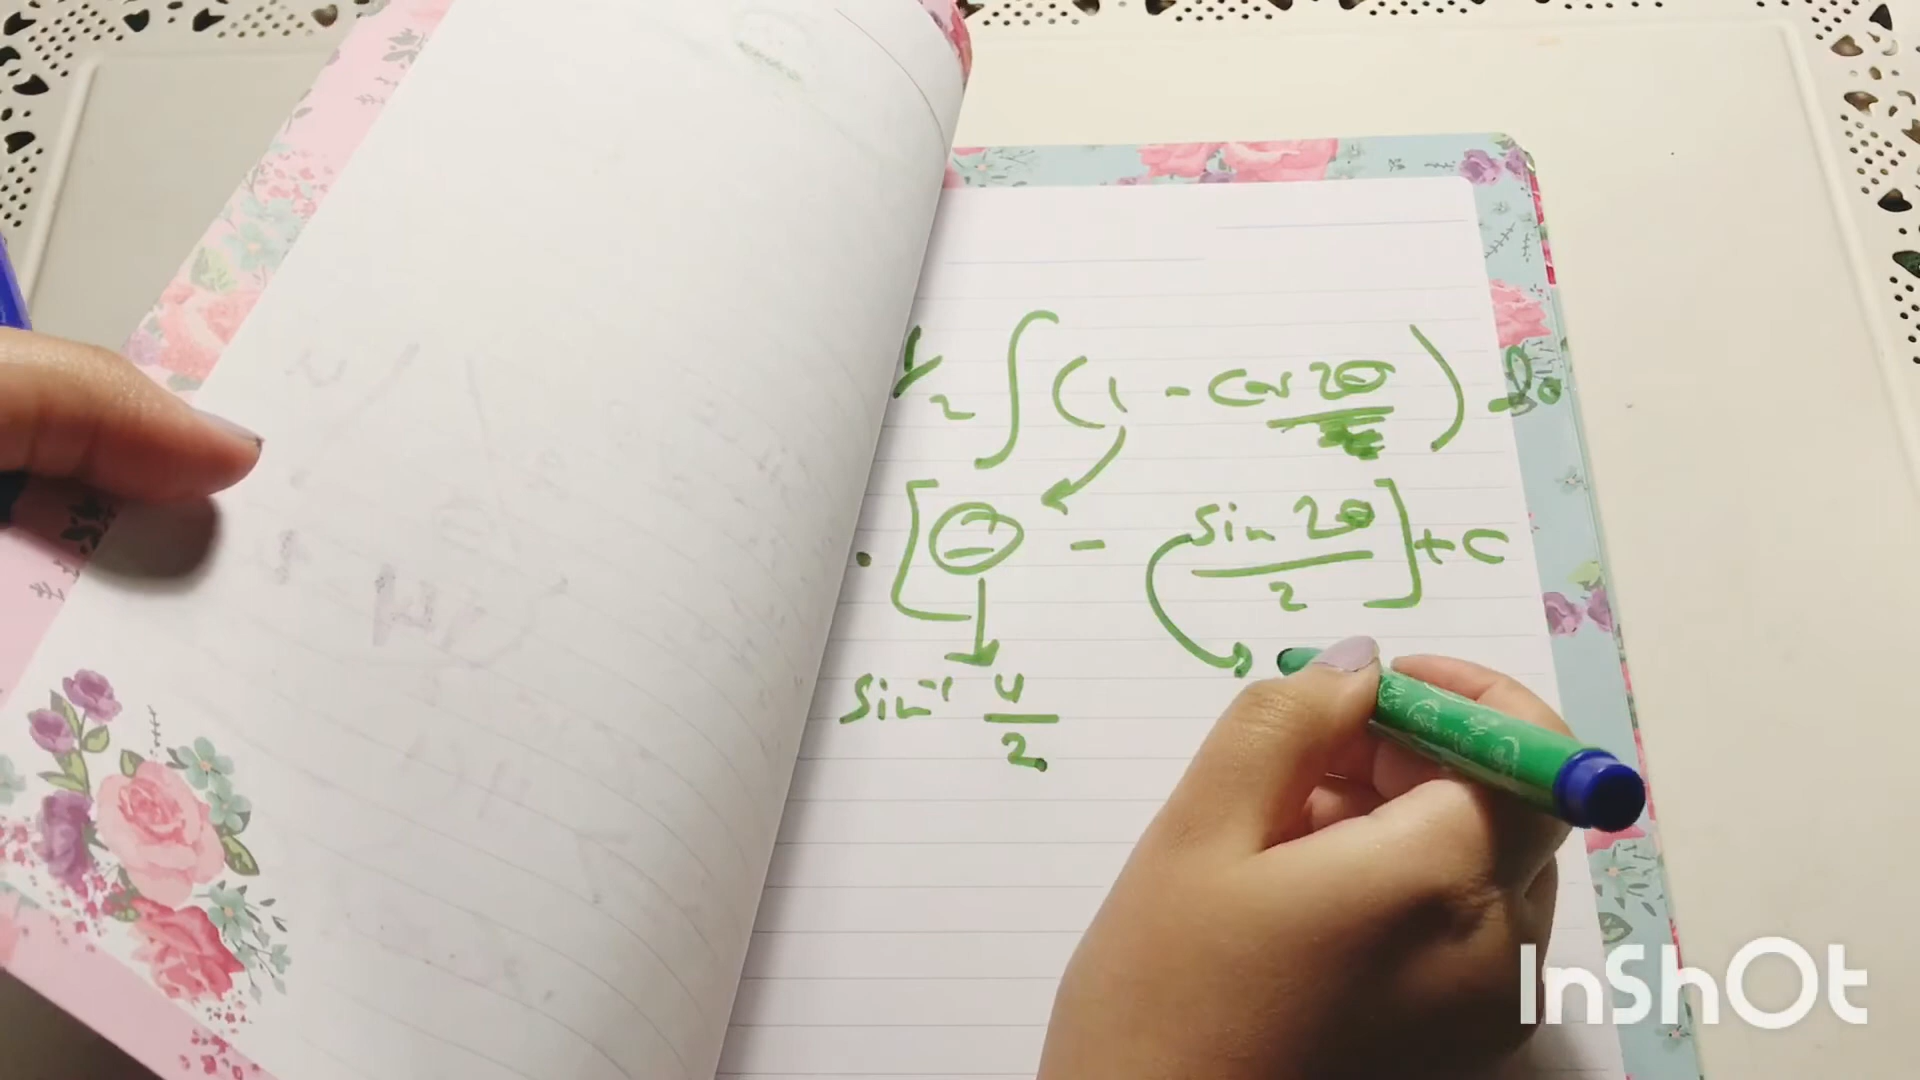 1/2 ∫ (1 - Cos 2θ) dθ
[θ - sin 2θ / 2] + C
Sin⁻¹ u/2
InShOt